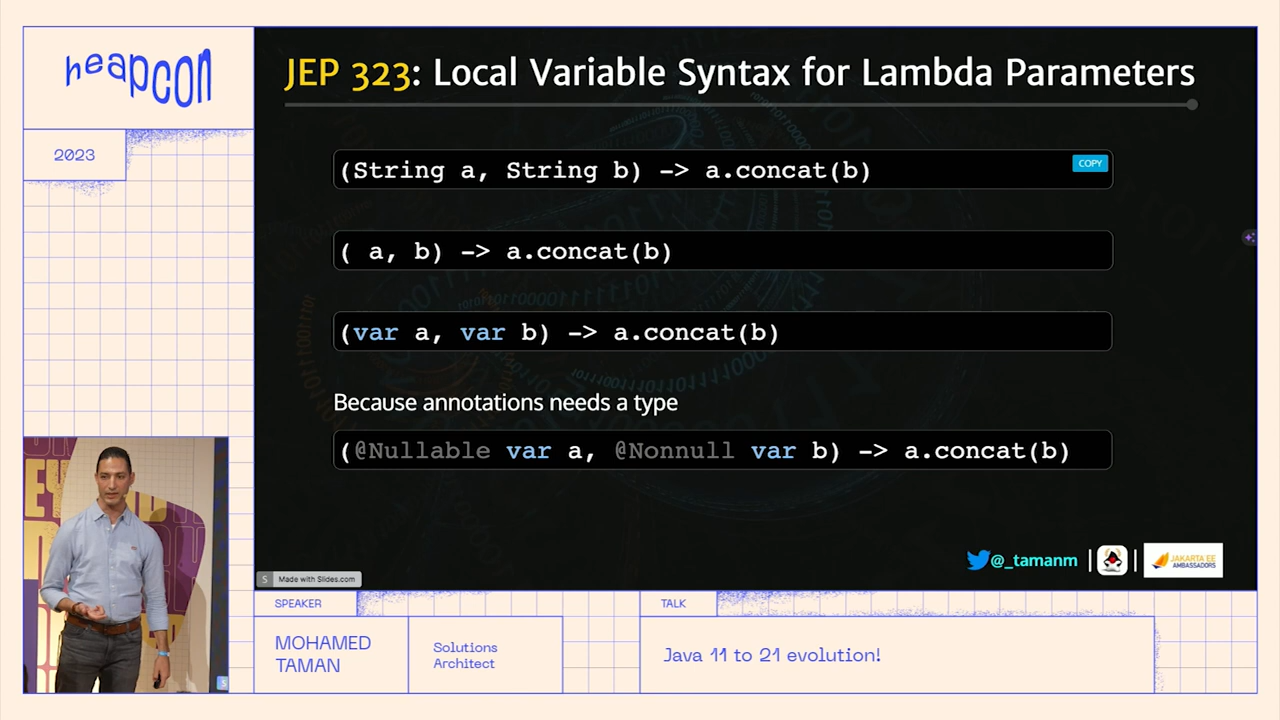 heapcon
2023
JEP 323: Local Variable Syntax for Lambda Parameters
(String a, String b) -> a.concat(b)
COPY
( a, b) -> a.concat(b)
(var a, var b) -> a.concat(b)
Because annotations needs a type
(@Nullable var a, @Nonnull var b) -> a.concat(b)
@_tamanm
JAKARTA EE
AMBASSADORS
S Made with Slides.com
SPEAKER
MOHAMED
TAMAN
Solutions
Architect
TALK
Java 11 to 21 evolution!